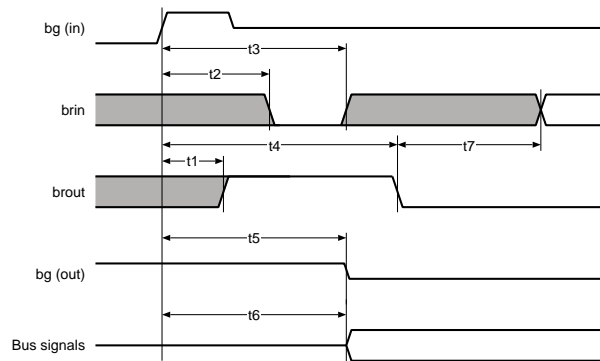 bg (in)
t3
t2
brin
t4
t7
t1
brout
t5
bg (out)
t6
Bus signals